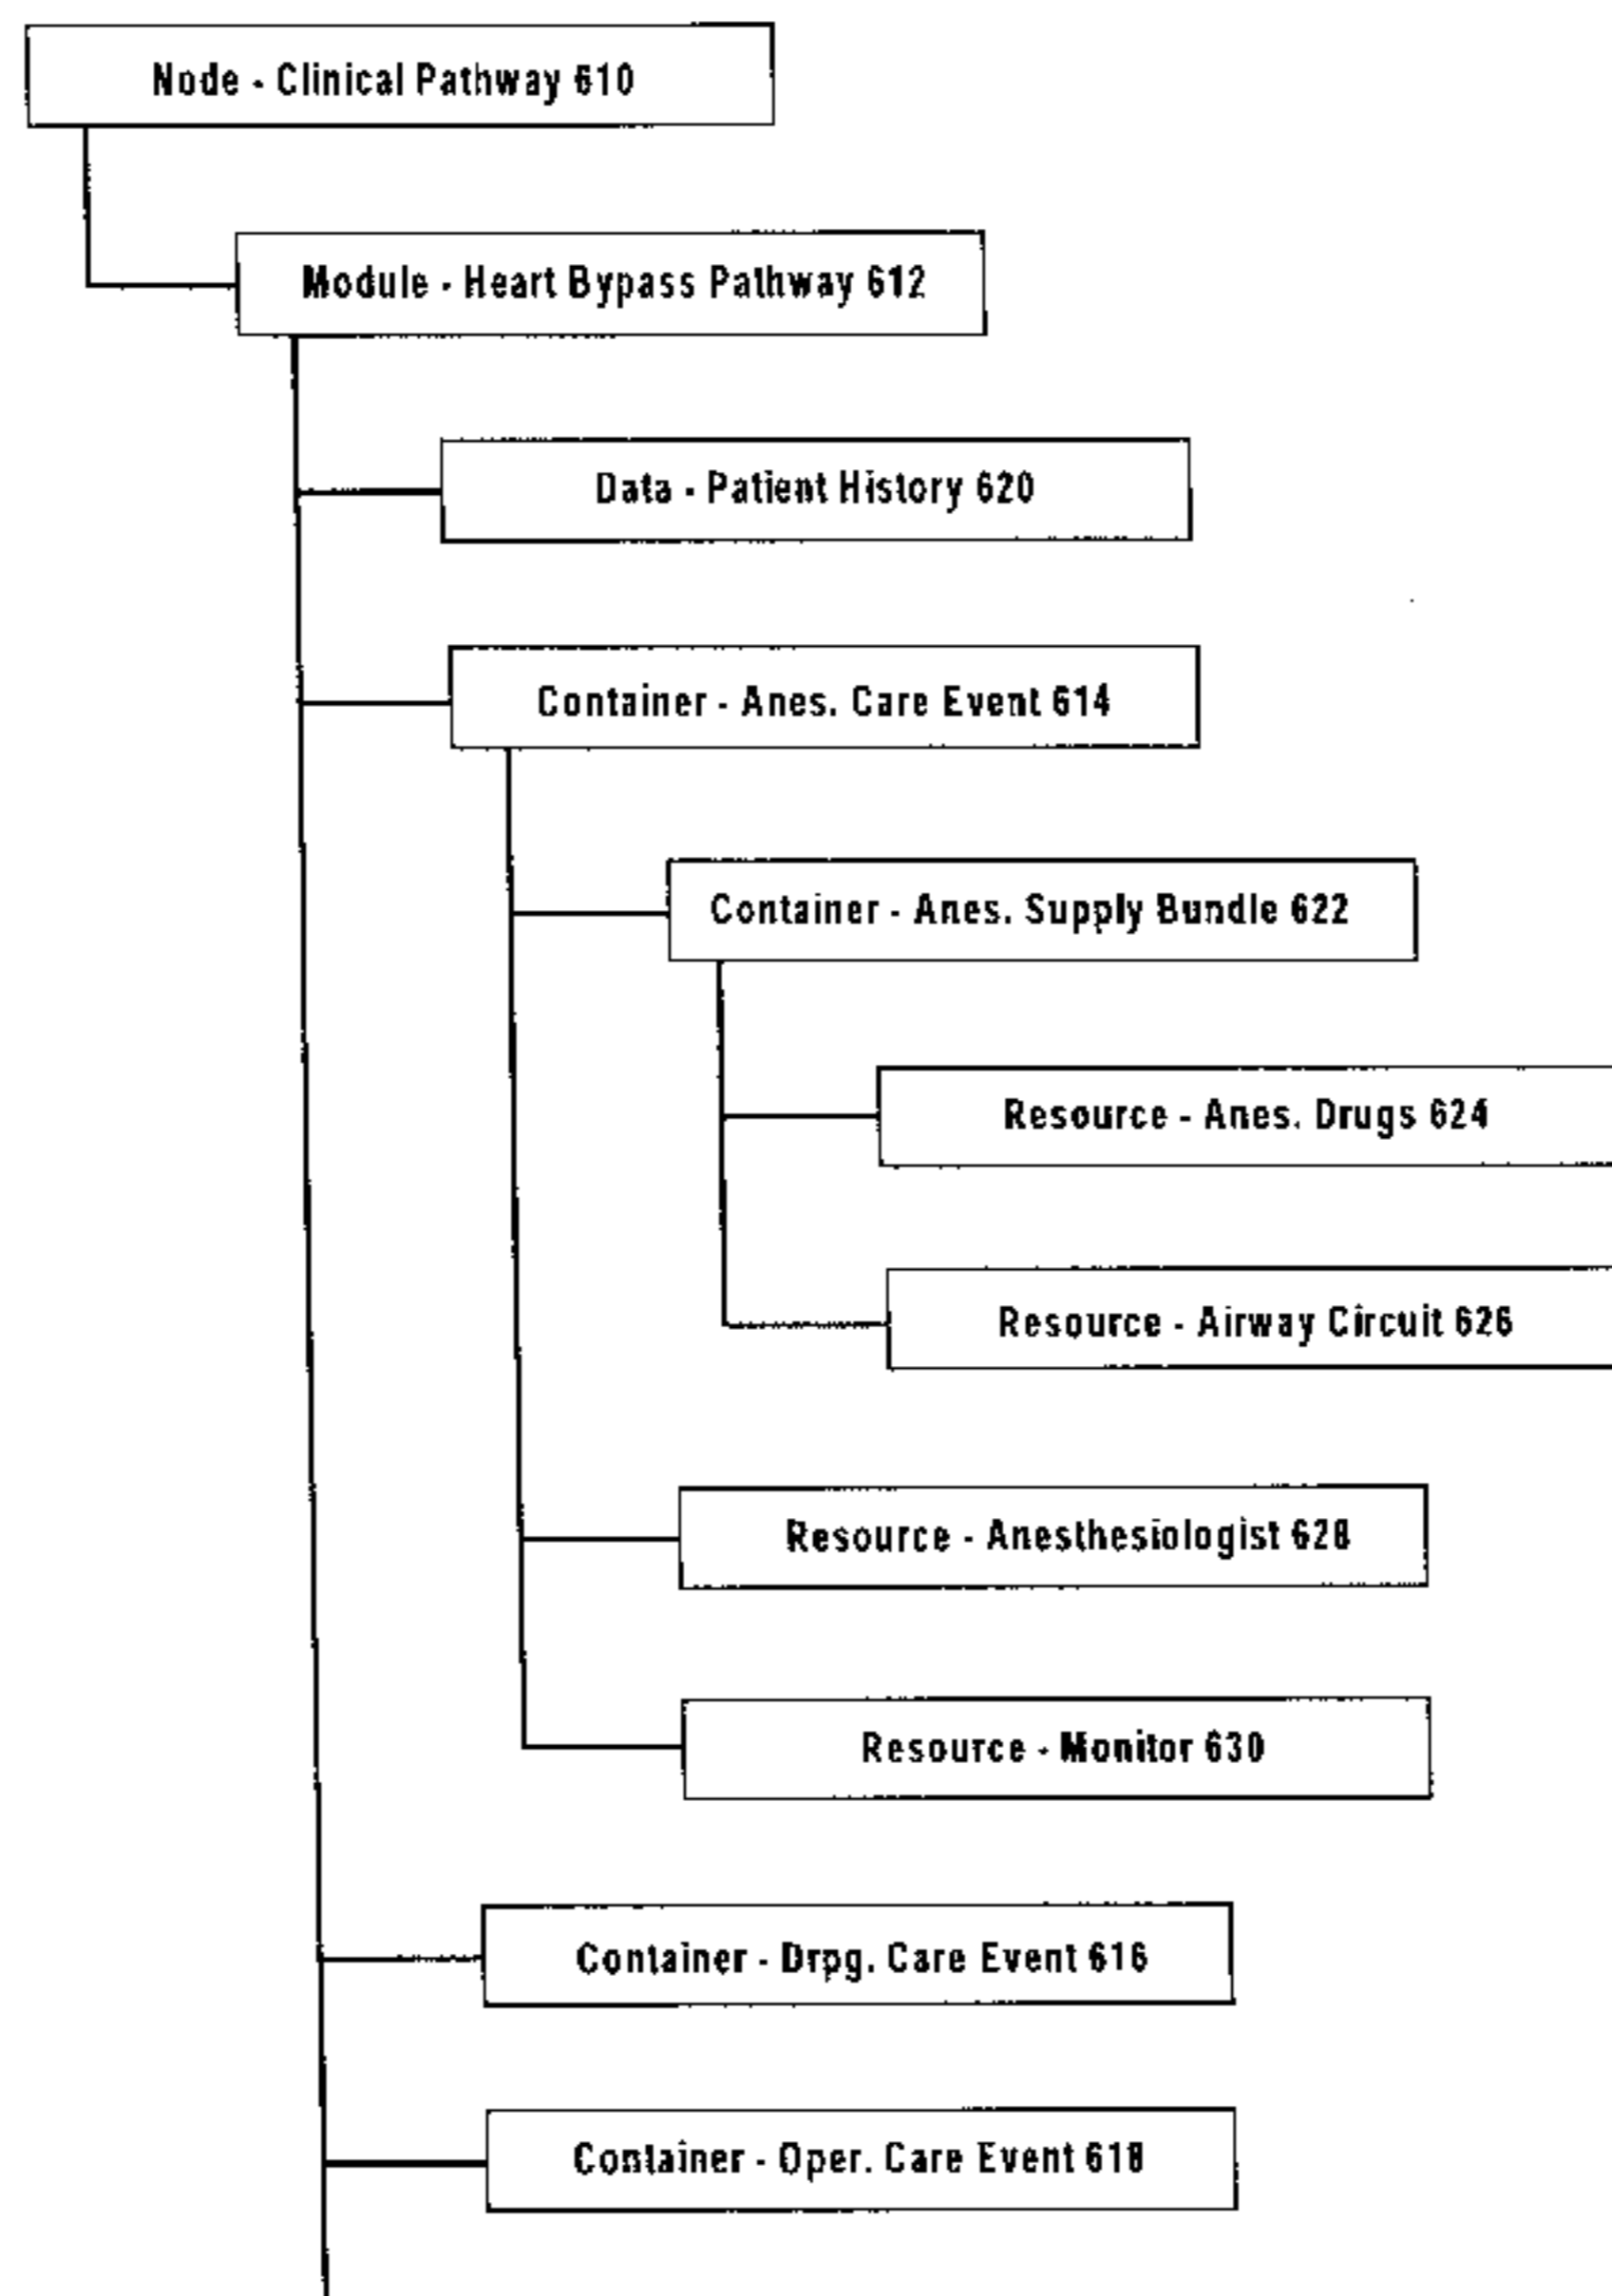 Node - Clinical Pathway 610
Module - Heart Bypass Pathway 612
Data - Patient History 620
Container - Anes. Care Event 614
Container - Anes. Supply Bundle 622
Resource - Anes. Drugs 624
Resource - Airway Circuit 626
Resource - Anesthesiologist 628
Resource - Monitor 630
Container - Drpg. Care Event 616
Container - Oper. Care Event 618